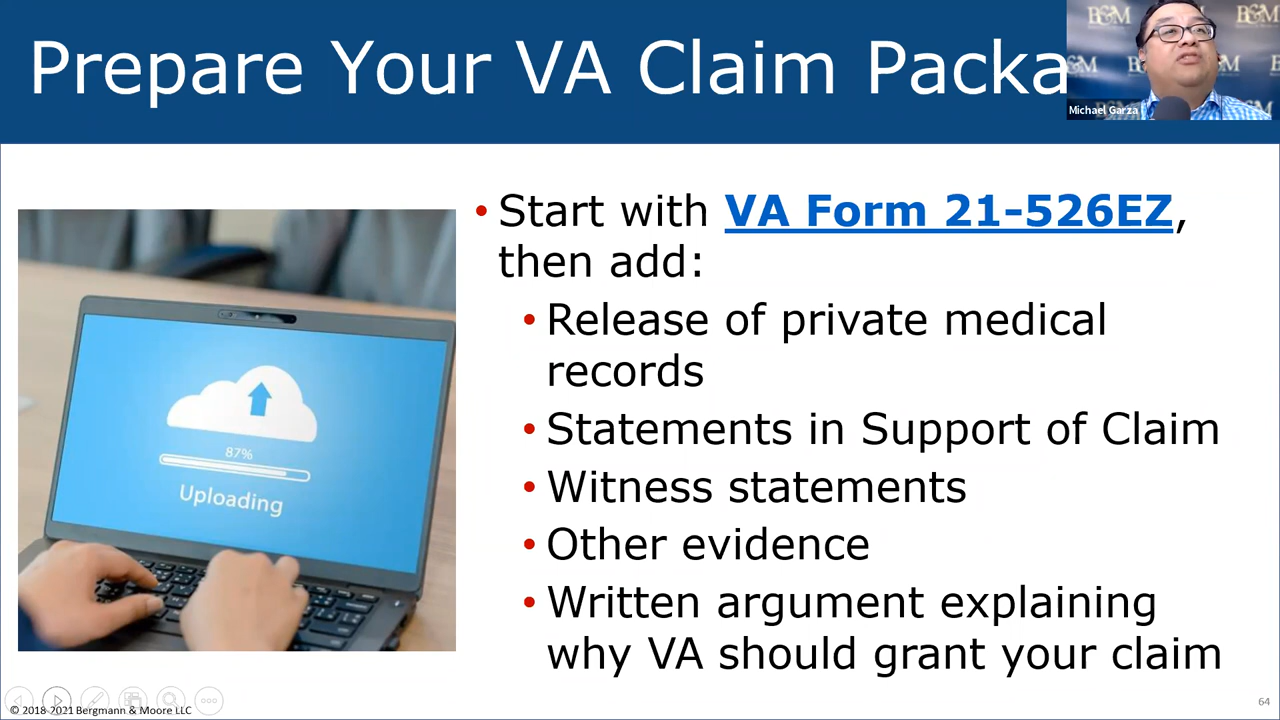 Prepare Your VA Claim Packa
B&M
B&M
Michael Garza
• Start with VA Form 21-526EZ,
then add:
• Release of private medical
records
• Statements in Support of Claim
• Witness statements
• Other evidence
• Written argument explaining
why VA should grant your claim
87%
Uploading
© 2018-2021 Bergmann & Moore LLC
64